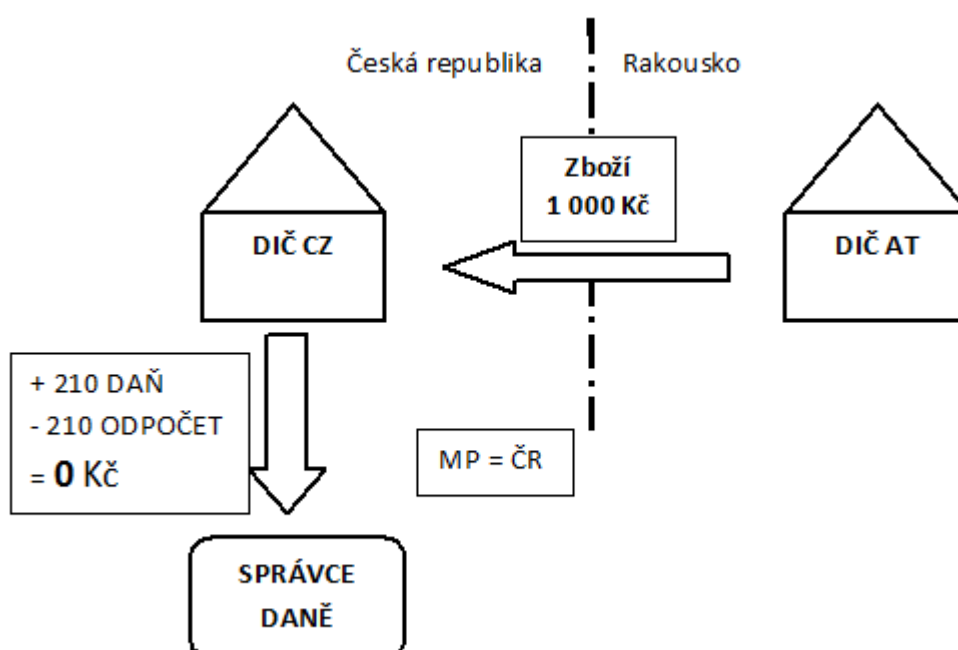 Česká republika
Rakousko
Zboží
1 000 Kč
DIČ CZ
DIČ AT
+ 210 DAŇ
- 210 ODPOČET
= 0 Kč
MP = ČR
SPRÁVCE
DANĚ